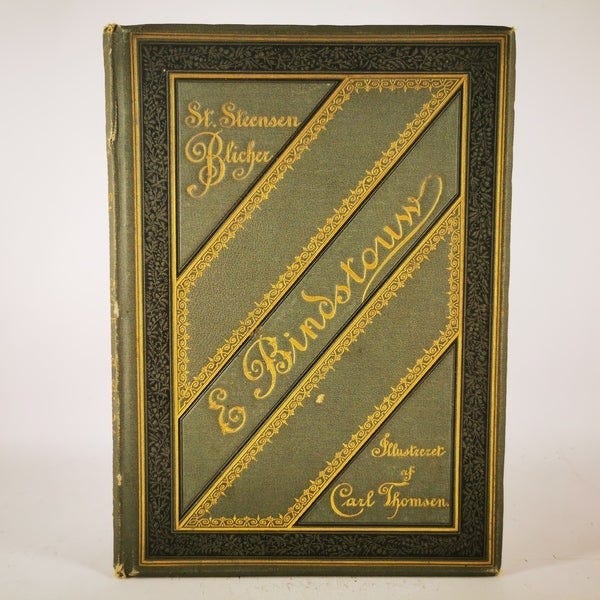 St. Steensen
Blicher
E Bindstouw
Illustreret
af
Carl Thomsen.